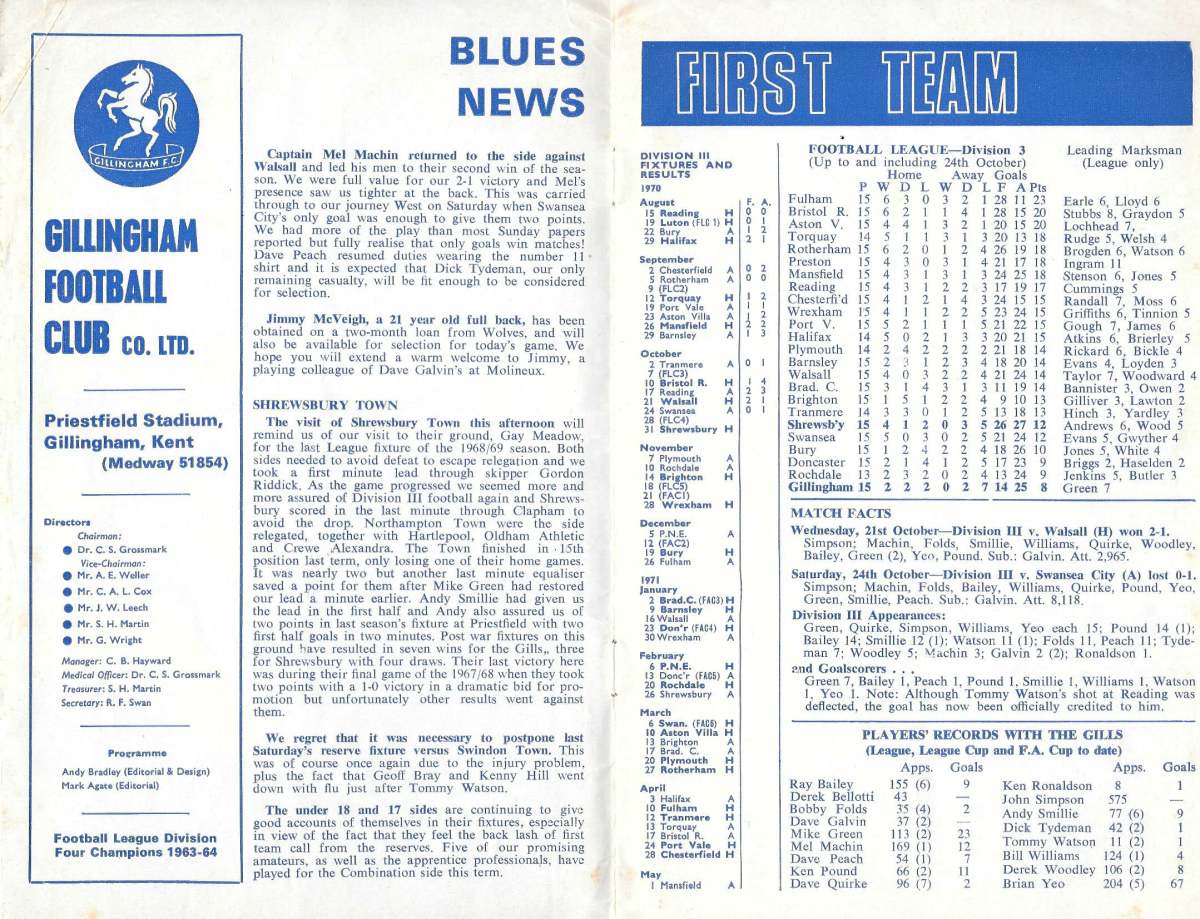 GILLINGHAM F.C.
GILLINGHAM
FOOTBALL
CLUB CO. LTD.
Priestfield Stadium,
Gillingham, Kent
(Medway 51854)
Directors
Chairman:
Dr. C. S. Grossmark
Vice-Chairman:
Mr. A. E. Weller
Mr. C. A. L. Cox
Mr. J. W. Leech
Mr. S. H. Martin
Mr. G. Wright
Manager: C. B. Hayward
Medical Officer: Dr. C. S. Grossmark
Treasurer: S. H. Martin
Secretary: R. F. Swan
Programme
Andy Bradley (Editorial & Design)
Mark Agate (Editorial)
Football League Division
Four Champions 1963-64
BLUES
NEWS
Captain Mel Machin returned to the side against
Walsall and led his men to their second win of the sea-
son. We were full value for our 2-1 victory and Mel's
presence saw us tighter at the back. This was carried
through to our journey West on Saturday when Swansea
City's only goal was enough to give them two points.
We had more of the play than most Sunday papers
reported but fully realise that only goals win matches!
Dave Peach resumed duties wearing the number 11
shirt and it is expected that Dick Tydeman, our only
remaining casualty, will be fit enough to be considered
for selection.
Jimmy McVeigh, a 21 year old full back, has been
obtained on a two-month loan from Wolves, and will
also be available for selection for today's game. We
hope you will extend a warm welcome to Jimmy, a
playing colleague of Dave Galvin's at Molineux.
SHREWSBURY TOWN
The visit of Shrewsbury Town this afternoon will
remind us of our visit to their ground, Gay Meadow,
for the last League fixture of the 1968/69 season. Both
sides needed to avoid defeat to escape relegation and we
took a first minute lead through skipper Gordon
Riddick. As the game progressed we seemed more and
more assured of Division III football again and Shrews-
bury scored in the last minute through Clapham to
avoid the drop. Northampton Town were the side
relegated, together with Hartlepool, Oldham Athletic
and Crewe Alexandra. The Town finished in 15th
position last term, only losing one of their home games.
It was nearly two but another last minute equaliser
saved a point for them after Mike Green had restored
our lead a minute earlier. Andy Smillie had given us
the lead in the first half and Andy also assured us of
two points in last season's fixture at Priestfield with two
first half goals in two minutes. Post war fixtures on this
ground have resulted in seven wins for the Gills,, three
for Shrewsbury with four draws. Their last victory here
was during their final game of the 1967/68 when they took
two points with a 1-0 victory in a dramatic bid for pro-
motion but unfortunately other results went against
them.
We regret that it was necessary to postpone last
Saturday's reserve fixture versus Swindon Town. This
was of course once again due to the injury problem,
plus the fact that Geoff Bray and Kenny Hill went
down with flu just after Tommy Watson.
The under 18 and 17 sides are continuing to give
good accounts of themselves in their fixtures, especially
in view of the fact that they feel the back lash of first
team call from the reserves. Five of our promising
amateurs, as well as the apprentice professionals, have
played for the Combination side this term.
FIRST TEAM
DIVISION III
FIXTURES AND
RESULTS
1970
August F. A.
15 Reading H 0 0
19 Luton (FLC 1) H 0 1
22 Bury A 1 2
29 Halifax H 2 1
September
2 Chesterfield A 0 2
5 Rotherham A 0 0
9 (FLC2)
12 Torquay H 1 2
19 Port Vale A 1 1
23 Aston Villa A 1 2
26 Mansfield H 2 2
29 Barnsley A 1 3
October
2 Tranmere A 0 1
7 (FLC3)
10 Bristol R. H 1 4
17 Reading A 2 3
21 Walsall H 2 1
24 Swansea A 0 1
28 (FLC4)
31 Shrewsbury H
November
7 Plymouth A
10 Rochdale A
14 Brighton H
18 (FLC5)
21 (FAC1)
28 Wrexham H
December
5 P.N.E. A
12 (FAC2)
19 Bury H
26 Fulham A
1971
January
2 Brad.C. (FAC3) H
9 Barnsley H
16 Walsall A
23 Don'r (FAC4) H
30 Wrexham A
February
6 P.N.E. H
13 Donc'r (FAC5) A
20 Rochdale H
26 Shrewsbury A
March
6 Swan. (FAC6) H
10 Aston Villa H
13 Brighton A
17 Brad. C. A
20 Plymouth H
27 Rotherham H
April
3 Halifax A
10 Fulham H
12 Tranmere H
13 Torquay A
17 Bristol R. A
24 Port Vale H
28 Chesterfield H
May
1 Mansfield A
FOOTBALL LEAGUE—Division 3
(Up to and including 24th October)
Leading Marksman
(League only)
Home Away Goals
P W D L W D L F A Pts
Fulham 15 6 3 0 3 2 1 28 11 23 Earle 6, Lloyd 6
Bristol R. 15 6 2 1 1 4 1 28 15 20 Stubbs 8, Graydon 5
Aston V. 15 4 4 1 3 2 1 20 15 20 Lochhead 7,
Torquay 14 5 1 1 3 1 3 20 13 18 Rudge 5, Welsh 4
Rotherham 15 6 2 0 1 2 4 26 19 18 Brogden 6, Watson 6
Preston 15 4 3 0 3 1 4 21 17 18 Ingram 11
Mansfield 15 4 3 1 3 1 3 24 25 18 Stenson 6, Jones 5
Reading 15 4 3 1 2 2 3 17 19 17 Cummings 5
Chesterfi'd 15 4 1 2 1 4 3 24 15 15 Randall 7, Moss 6
Wrexham 15 4 1 1 2 2 5 23 24 15 Griffiths 6, Tinnion 5
Port V. 15 5 2 1 1 1 5 21 22 15 Gough 7, James 6
Halifax 14 5 0 2 1 3 3 20 21 15 Atkins 6, Brierley 5
Plymouth 14 2 4 2 2 2 2 21 18 14 Rickard 6, Bickle 4
Barnsley 15 2 3 1 2 3 4 18 20 14 Evans 4, Loyden 3
Walsall 15 4 0 3 2 2 4 21 24 14 Taylor 7, Woodward 4
Brad. C. 15 3 1 4 3 1 3 11 19 14 Bannister 3, Owen 2
Brighton 15 1 5 1 2 2 4 9 10 13 Gilliver 3, Lawton 2
Tranmere 14 3 3 0 1 2 5 13 18 13 Hinch 3, Yardley 3
Shrewsb'y 15 4 1 2 0 3 5 26 27 12 Andrews 6, Wood 5
Swansea 15 5 0 3 0 2 5 21 24 12 Evans 5, Gwyther 4
Bury 15 1 2 4 2 2 4 18 26 10 Jones 5, White 4
Doncaster 15 2 1 4 1 2 5 17 23 9 Briggs 2, Haselden 2
Rochdale 13 2 3 2 0 2 4 13 24 9 Jenkins 5, Butler 3
Gillingham 15 2 2 2 0 2 7 14 25 8 Green 7
MATCH FACTS
Wednesday, 21st October—Division III v. Walsall (H) won 2-1.
Simpson; Machin, Folds, Smillie, Williams, Quirke, Woodley,
Bailey, Green (2), Yeo, Pound. Sub.: Galvin. Att. 2,965.
Saturday, 24th October—Division III v. Swansea City (A) lost 0-1.
Simpson; Machin, Folds, Bailey, Williams, Quirke, Pound, Yeo,
Green, Smillie, Peach. Sub.: Galvin. Att. 8,118.
Division III Appearances:
Green, Quirke, Simpson, Williams, Yeo each 15; Pound 14 (1);
Bailey 14; Smillie 12 (1); Watson 11 (1); Folds 11, Peach 11; Tyde-
man 7; Woodley 5; Machin 3; Galvin 2 (2); Ronaldson 1.
and Goalscorers . . .
Green 7, Bailey 1, Peach 1, Pound 1, Smillie 1, Williams 1, Watson
1, Yeo 1. Note: Although Tommy Watson's shot at Reading was
deflected, the goal has now been officially credited to him.
PLAYERS' RECORDS WITH THE GILLS
(League, League Cup and F.A. Cup to date)
Apps. Goals Apps. Goals
Ray Bailey 155 (6) 9
Derek Bellotti 43 —
Bobby Folds 35 (4) 2
Dave Galvin 37 (2) —
Mike Green 113 (2) 23
Mel Machin 169 (1) 12
Dave Peach 54 (1) 7
Ken Pound 66 (2) 11
Dave Quirke 96 (7) 2
Ken Ronaldson 8 1
John Simpson 575 —
Andy Smillie 77 (6) 9
Dick Tydeman 42 (2) 1
Tommy Watson 11 (2) 1
Bill Williams 124 (1) 4
Derek Woodley 106 (2) 8
Brian Yeo 204 (5) 67